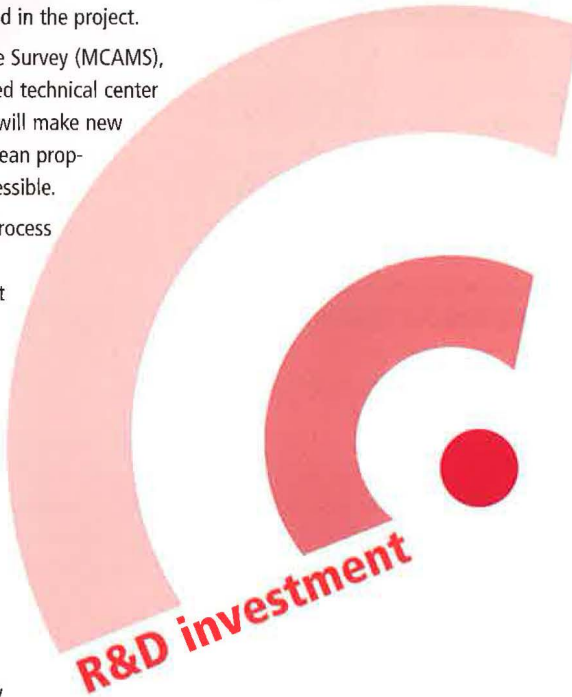 d in the project.
e Survey (MCAMS),
ed technical center
will make new
ean prop-
essible.
rocess
t
R&D investment